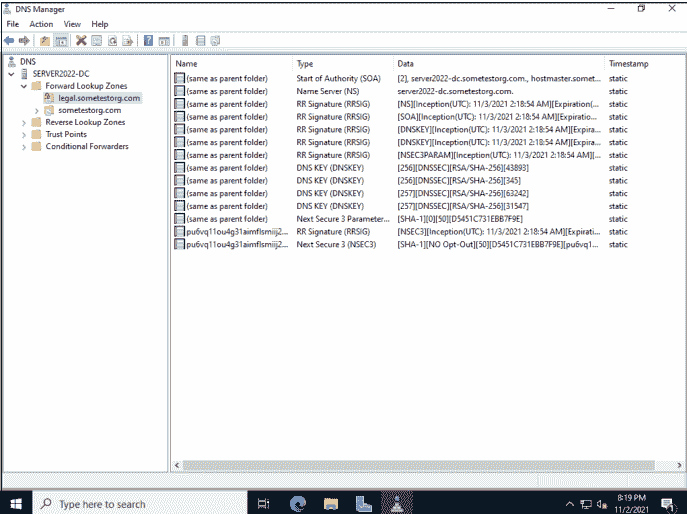 DNS Manager
File Action View Help
DNS
SERVER2022-DC
Forward Lookup Zones
legal.sometestorg.com
sometestorg.com
Reverse Lookup Zones
Trust Points
Conditional Forwarders
Name Type Data Timestamp
(same as parent folder) Start of Authority (SOA) [2], server2022-dc.sometestorg.com., hostmaster.somet... static
(same as parent folder) Name Server (NS) server2022-dc.sometestorg.com. static
(same as parent folder) RR Signature (RRSIG) [NS][Inception(UTC): 11/3/2021 2:18:54 AM][Expiration(... static
(same as parent folder) RR Signature (RRSIG) [SOA][Inception(UTC): 11/3/2021 2:18:54 AM][Expiratio... static
(same as parent folder) RR Signature (RRSIG) [DNSKEY][Inception(UTC): 11/3/2021 2:18:54 AM][Expira... static
(same as parent folder) RR Signature (RRSIG) [DNSKEY][Inception(UTC): 11/3/2021 2:18:54 AM][Expira... static
(same as parent folder) RR Signature (RRSIG) [NSEC3PARAM][Inception(UTC): 11/3/2021 2:18:54 AM]... static
(same as parent folder) DNS KEY (DNSKEY) [256][DNSSEC][RSA/SHA-256][43893] static
(same as parent folder) DNS KEY (DNSKEY) [256][DNSSEC][RSA/SHA-256][345] static
(same as parent folder) DNS KEY (DNSKEY) [257][DNSSEC][RSA/SHA-256][63242] static
(same as parent folder) DNS KEY (DNSKEY) [257][DNSSEC][RSA/SHA-256][31547] static
(same as parent folder) Next Secure 3 Parameter... [SHA-1][0][50][D5451C731EBB7F9E] static
pu6vq11ou4g31aimflsmiij2... RR Signature (RRSIG) [NSEC3][Inception(UTC): 11/3/2021 2:18:54 AM][Expirati... static
pu6vq11ou4g31aimflsmiij2... Next Secure 3 (NSEC3) [SHA-1][NO Opt-Out][50][D5451C731EBB7F9E][pu6vq1... static
Type here to search
8:19 PM
11/2/2021